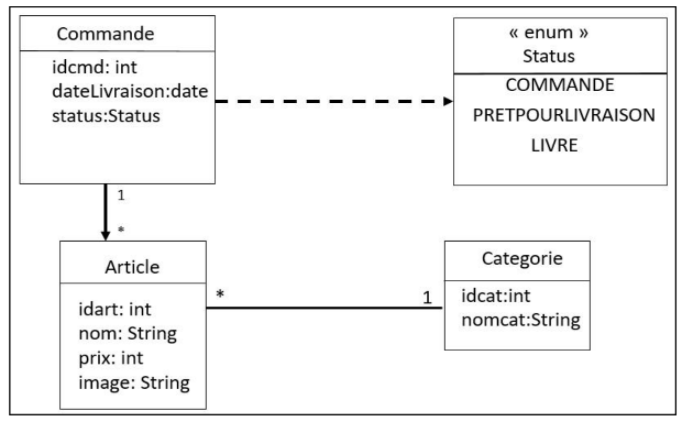 Commande
idcmd: int
dateLivraison:date
status:Status
« enum »
Status
COMMANDE
PRETPOURLIVRAISON
LIVRE
1
*
Article
idart: int
nom: String
prix: int
image: String
*
1
Categorie
idcat:int
nomcat:String